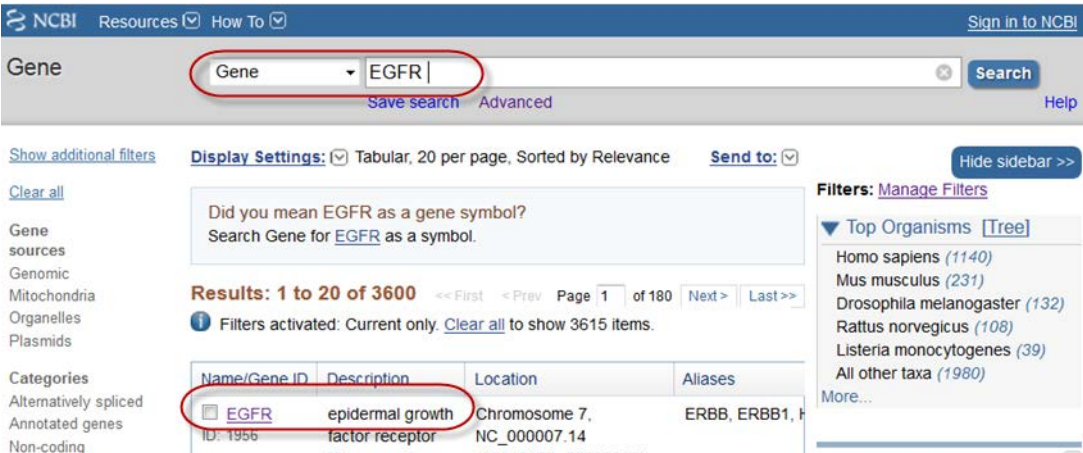 NCBI Resources How To Sign in to NCBI
Gene
Gene EGFR Search
Save search Advanced Help
Show additional filters
Clear all
Gene
sources
Genomic
Mitochondria
Organelles
Plasmids
Categories
Alternatively spliced
Annotated genes
Non-coding
Display Settings: Tabular, 20 per page, Sorted by Relevance Send to:
Did you mean EGFR as a gene symbol?
Search Gene for EGFR as a symbol.
Results: 1 to 20 of 3600 << First < Prev Page 1 of 180 Next > Last >>
Filters activated: Current only. Clear all to show 3615 items.
Name/Gene ID Description Location Aliases
EGFR epidermal growth Chromosome 7, ERBB, ERBB1,
ID: 1956 factor receptor NC_000007.14
Hide sidebar >>
Filters: Manage Filters
Top Organisms [Tree]
Homo sapiens (1140)
Mus musculus (231)
Drosophila melanogaster (132)
Rattus norvegicus (108)
Listeria monocytogenes (39)
All other taxa (1980)
More...